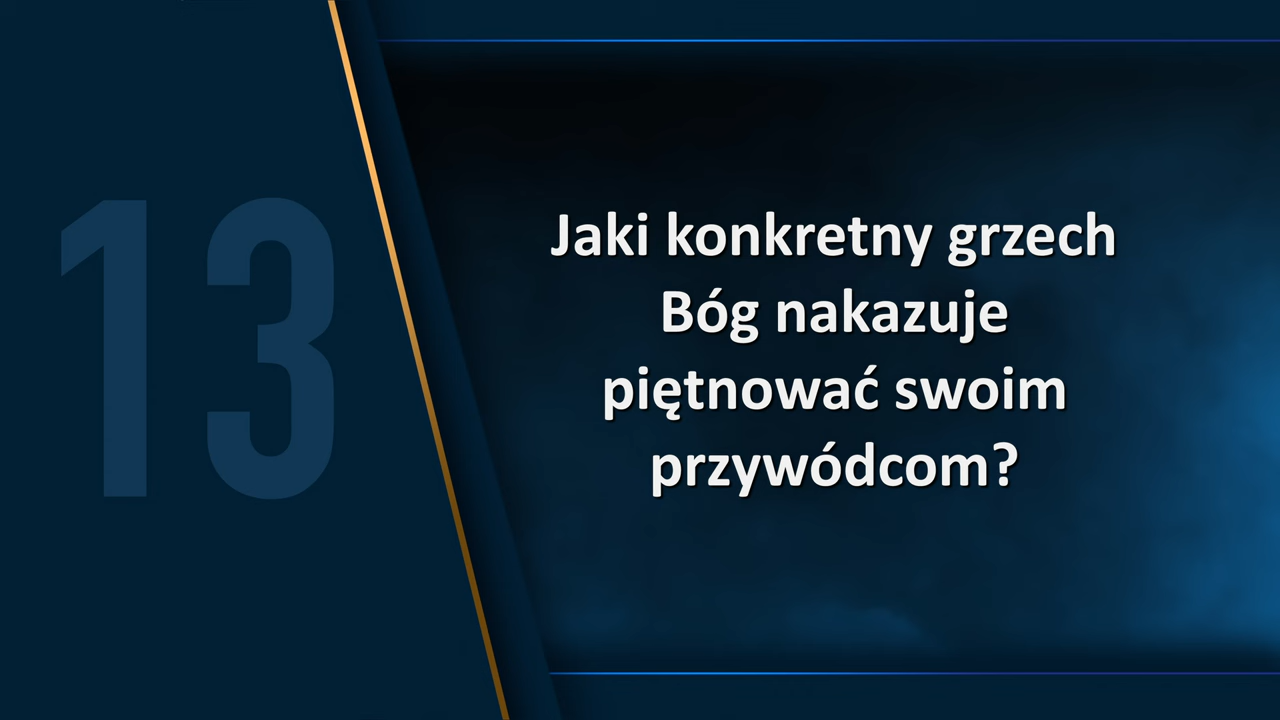 13
Jaki konkretny grzech
Bóg nakazuje
piętnować swoim
przywódcom?